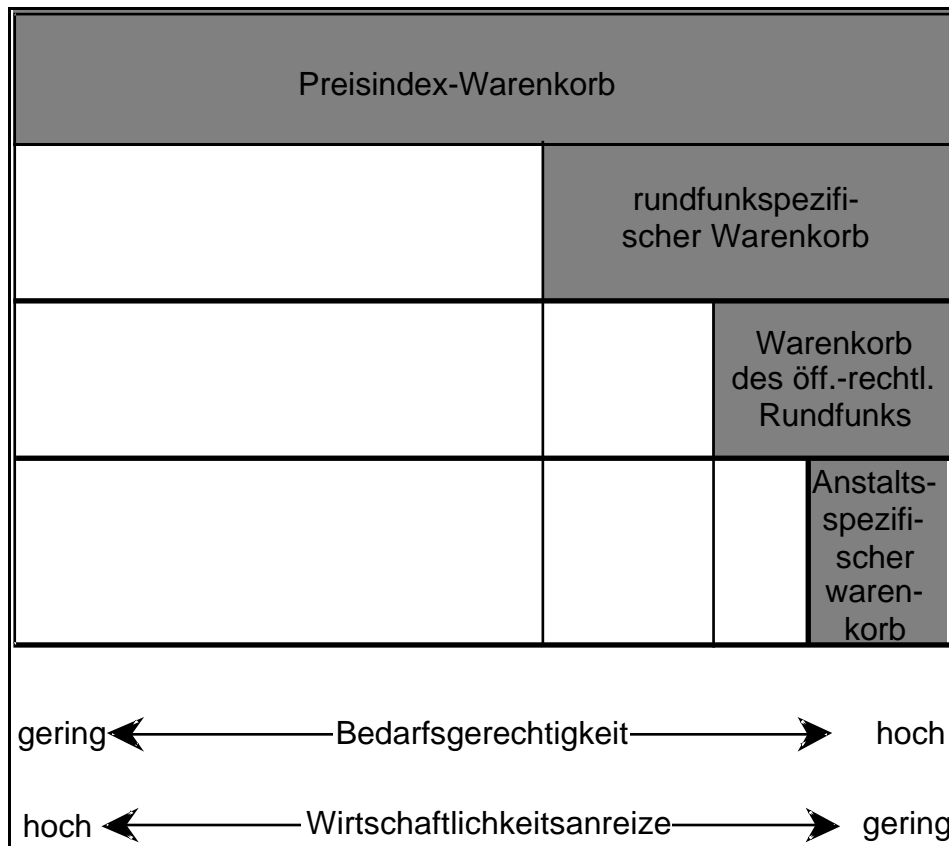 Preisindex-Warenkorb
rundfunkspezifi-
scher Warenkorb
Warenkorb
des öff.-rechtl.
Rundfunks
Anstalts-
spezifi-
scher
waren-
korb
gering Bedarfsgerechtigkeit hoch
hoch Wirtschaftlichkeitsanreize gering